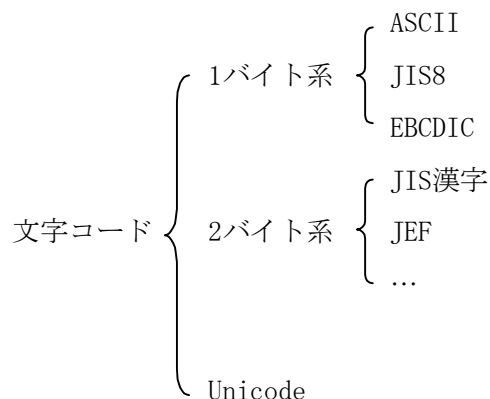 文字コード
1バイト系
ASCII
JIS8
EBCDIC
2バイト系
JIS漢字
JEF
…
Unicode